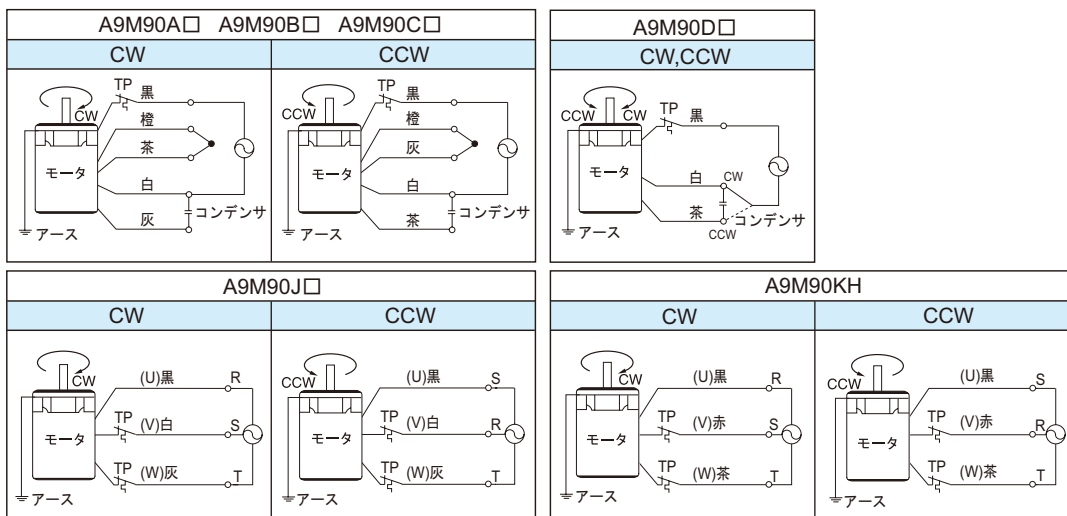 A9M90A□ A9M90B□ A9M90C□
CW
CCW
TP
黒
CW
橙
茶
モータ
白
コンデンサ
灰
アース
TP
黒
CCW
橙
灰
モータ
白
コンデンサ
茶
アース
A9M90D□
CW,CCW
CCW
CW
TP
黒
モータ
白
CW
茶
コンデンサ
CCW
アース
A9M90J□
CW
CCW
CW
(U)黒
R
TP
(V)白
S
モータ
TP
(W)灰
T
アース
CCW
(U)黒
S
TP
(V)白
R
モータ
TP
(W)灰
T
アース
A9M90KH
CW
CCW
CW
(U)黒
R
TP
(V)赤
S
モータ
TP
(W)茶
T
アース
CCW
(U)黒
S
TP
(V)赤
R
モータ
TP
(W)茶
T
アース